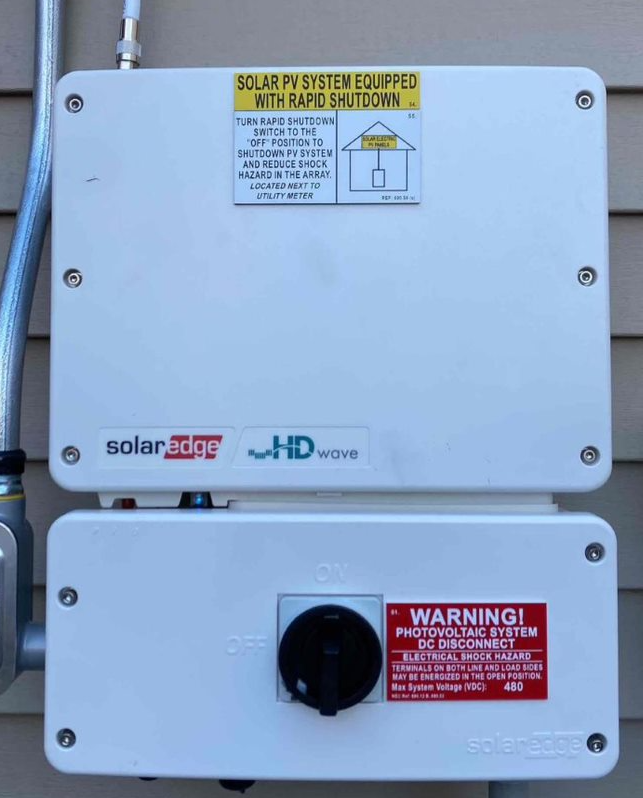 SOLAR PV SYSTEM EQUIPPED
WITH RAPID SHUTDOWN
54.
TURN RAPID SHUTDOWN
SWITCH TO THE
"OFF" POSITION TO
SHUTDOWN PV SYSTEM
AND REDUCE SHOCK
HAZARD IN THE ARRAY.
LOCATED NEXT TO
UTILITY METER
55.
SOLAR ELECTRIC
PV PANELS
solaredge
HD wave
ON
OFF
51.
WARNING!
PHOTOVOLTAIC SYSTEM
DC DISCONNECT
ELECTRICAL SHOCK HAZARD
TERMINALS ON BOTH LINE AND LOAD SIDES
MAY BE ENERGIZED IN THE OPEN POSITION.
Max System Voltage (VDC): 480
solaredge